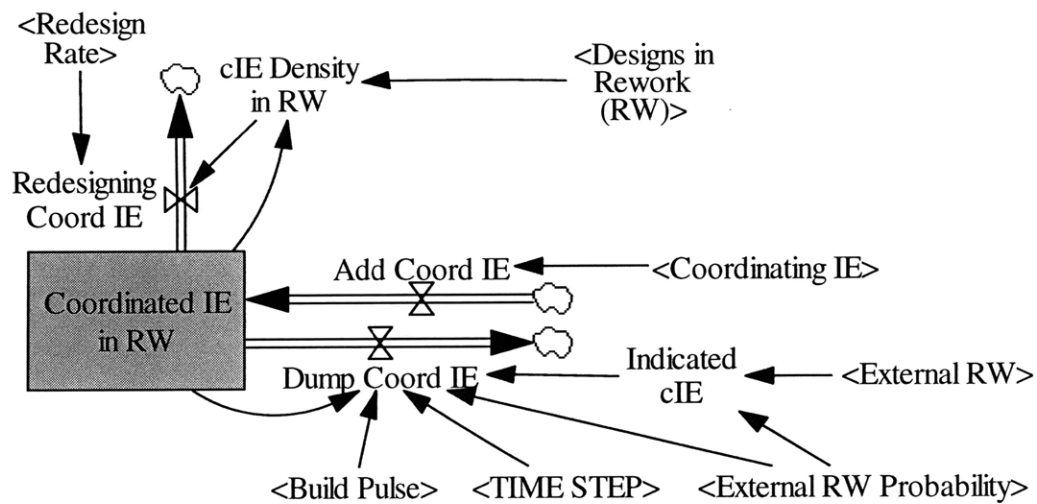 <Redesign
Rate>
cIE Density
in RW
<Designs in
Rework
(RW)>
Redesigning
Coord IE
Add Coord IE
<Coordinating IE>
Coordinated IE
in RW
Dump Coord IE
Indicated
cIE
<External RW>
<Build Pulse>
<TIME STEP>
<External RW Probability>